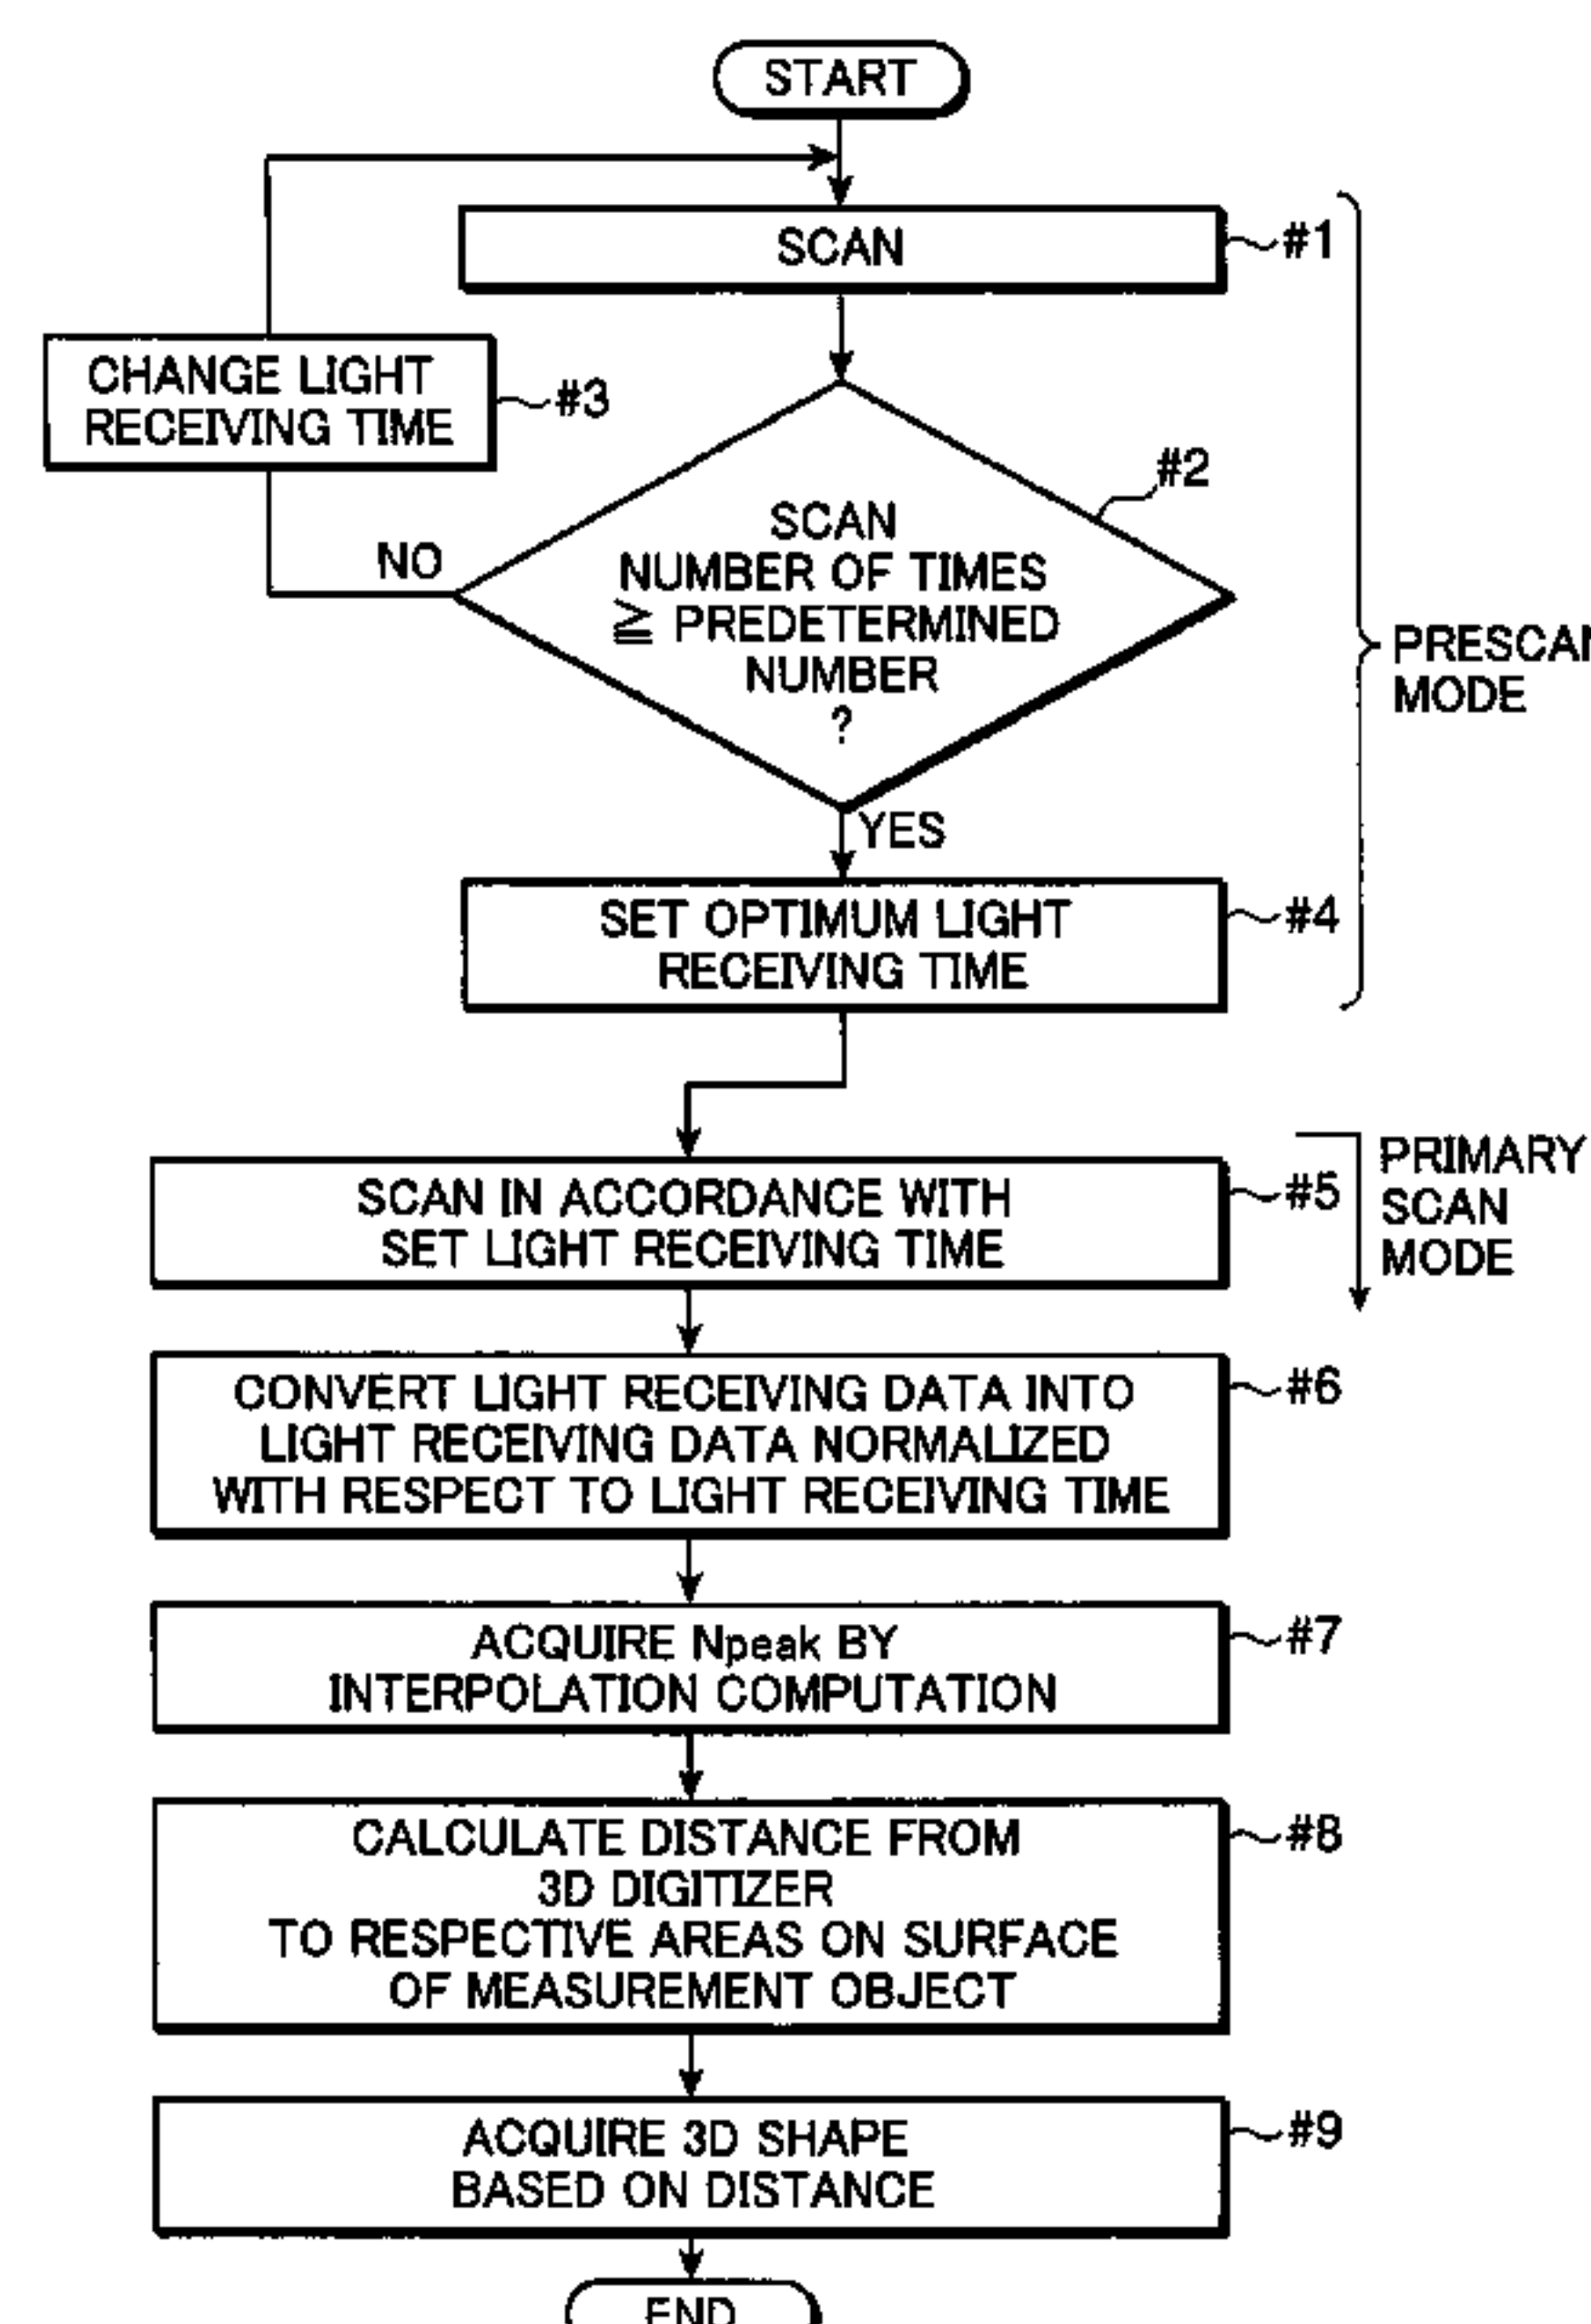 START
SCAN
#1
CHANGE LIGHT
RECEIVING TIME
#3
#2
SCAN
NUMBER OF TIMES
≧ PREDETERMINED
NUMBER
?
NO
YES
PRESCAN
MODE
SET OPTIMUM LIGHT
RECEIVING TIME
#4
SCAN IN ACCORDANCE WITH
SET LIGHT RECEIVING TIME
#5
PRIMARY
SCAN
MODE
CONVERT LIGHT RECEIVING DATA INTO
LIGHT RECEIVING DATA NORMALIZED
WITH RESPECT TO LIGHT RECEIVING TIME
#6
ACQUIRE Npeak BY
INTERPOLATION COMPUTATION
#7
CALCULATE DISTANCE FROM
3D DIGITIZER
TO RESPECTIVE AREAS ON SURFACE
OF MEASUREMENT OBJECT
#8
ACQUIRE 3D SHAPE
BASED ON DISTANCE
#9
END